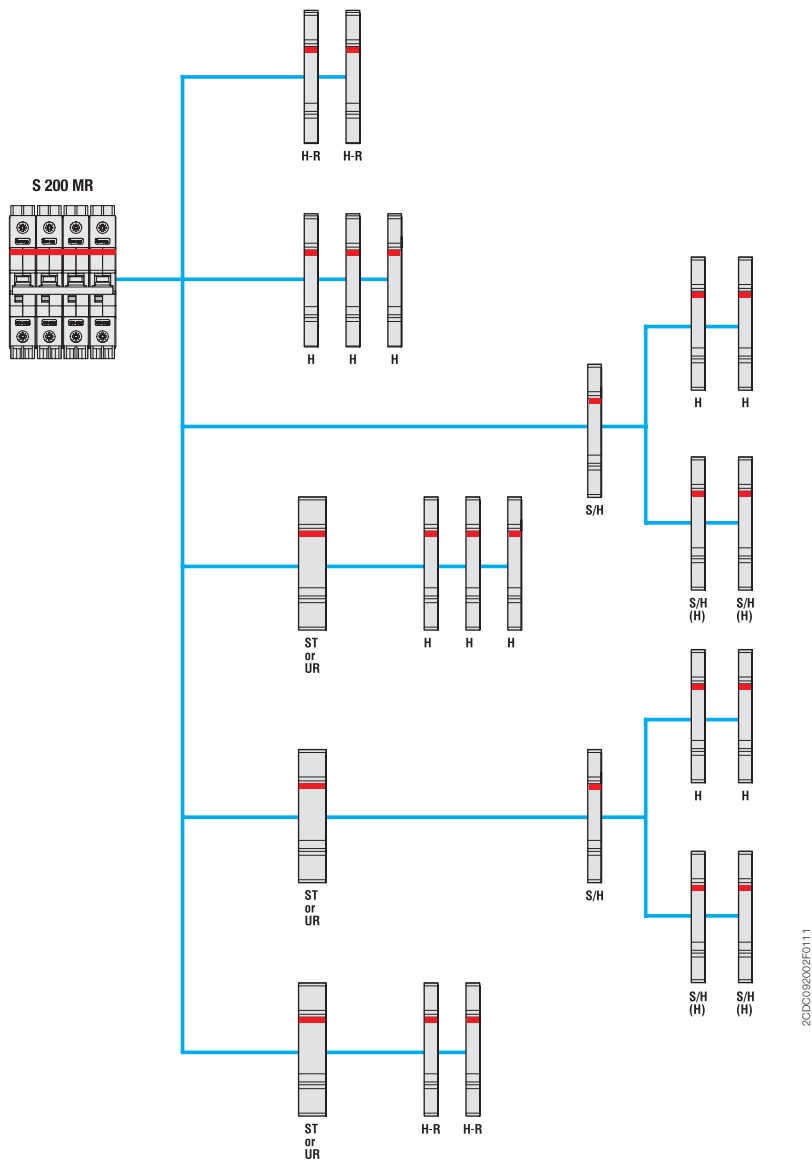 H-R H-R
S 200 MR
H H H
H H
S/H
S/H (H) S/H (H)
ST or UR
H H H
H H
ST or UR
S/H
S/H (H) S/H (H)
ST or UR
H-R H-R
2CDC092002F0111